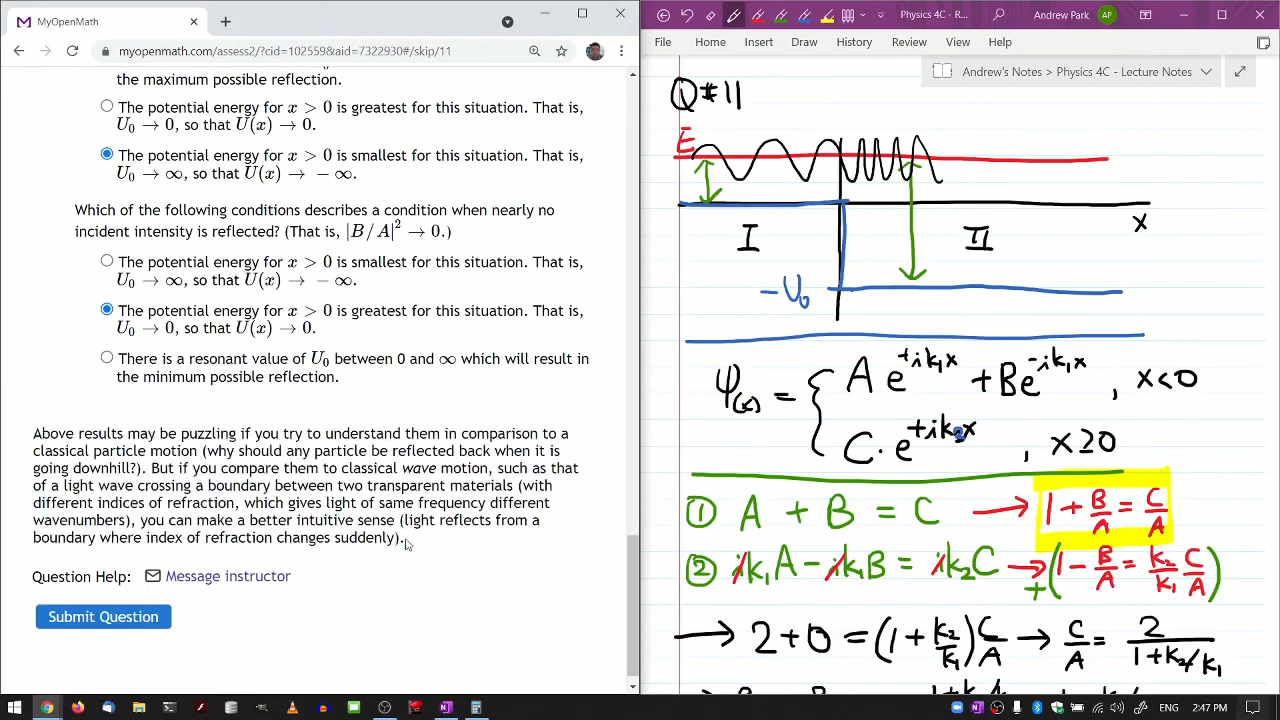 MyOpenMath
myopenmath.com/assess2/?cid=102559&aid=7322930#/skip/11
the maximum possible reflection.
The potential energy for x > 0 is greatest for this situation. That is,
U₀ → 0, so that U(x) → 0.
The potential energy for x > 0 is smallest for this situation. That is,
U₀ → ∞, so that U(x) → −∞.
Which of the following conditions describes a condition when nearly no
incident intensity is reflected? (That is, |B/A|² → 0.)
The potential energy for x > 0 is smallest for this situation. That is,
U₀ → ∞, so that U(x) → −∞.
The potential energy for x > 0 is greatest for this situation. That is,
U₀ → 0, so that U(x) → 0.
There is a resonant value of U₀ between 0 and ∞ which will result in
the minimum possible reflection.
Above results may be puzzling if you try to understand them in comparison to a
classical particle motion (why should any particle be reflected back when it is
going downhill?). But if you compare them to classical wave motion, such as that
of a light wave crossing a boundary between two transparent materials (with
different indices of refraction, which gives light of same frequency different
wavenumbers), you can make a better intuitive sense (light reflects from a
boundary where index of refraction changes suddenly).
Question Help: Message instructor
Submit Question
Physics 4C - R... Andrew Park AP
File Home Insert Draw History Review View Help
Andrew's Notes > Physics 4C - Lecture Notes
Q#11
E
x
I II
−U₀
ψ(x) = { A e^{+ik₁x} + B e^{−ik₁x} , x<0
C · e^{+ik₂x} , x≥0
① A + B = C → 1 + B/A = C/A
② ik₁A − ik₁B = ik₂C → + (1 − B/A = k₂/k₁ C/A)
→ 2 + 0 = (1 + k₂/k₁) C/A → C/A = 2/(1 + k₂/k₁)
ENG 2:47 PM